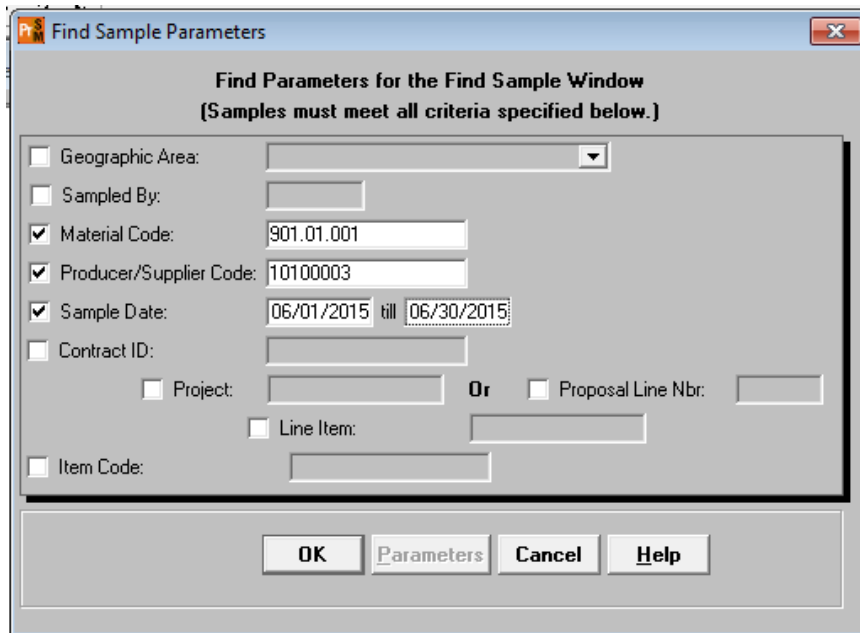 Find Sample Parameters
Find Parameters for the Find Sample Window
(Samples must meet all criteria specified below.)
Geographic Area:
Sampled By:
Material Code: 901.01.001
Producer/Supplier Code: 10100003
Sample Date: 06/01/2015 till 06/30/2015
Contract ID:
Project: Or Proposal Line Nbr:
Line Item:
Item Code:
OK Parameters Cancel Help